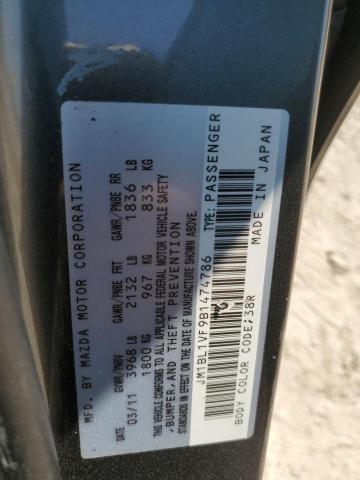 MFD. BY MAZDA MOTOR CORPORATION
DATE GVWR/PNBV GAWR/PNBE FRT GAWR/PNBE RR
03/11 3968 LB 2132 LB 1836 LB
1800 KG 967 KG 833 KG
THIS VEHICLE CONFORMS TO ALL APPLICABLE FEDERAL MOTOR VEHICLE SAFETY
, BUMPER, AND THEFT PREVENTION
STANDARDS IN EFFECT ON THE DATE OF MANUFACTURE SHOWN ABOVE.
JM1BL1VF9B1474786 TYPE: PASSENGER
BODY COLOR CODE;38R MADE IN JAPAN